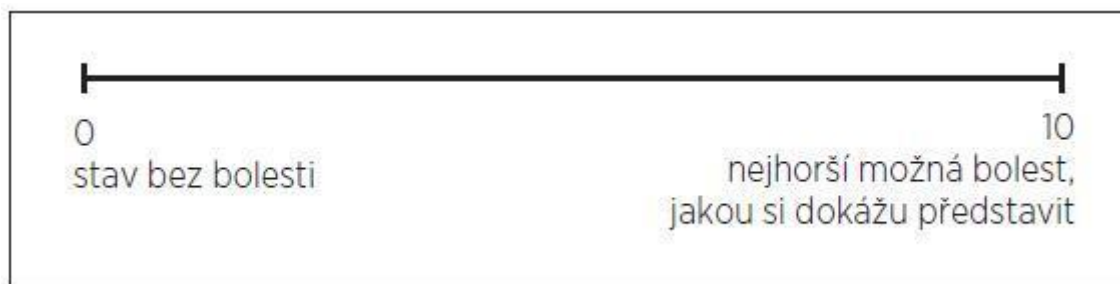 0
10
stav bez bolesti
nejhorší možná bolest,
jakou si dokážu představit